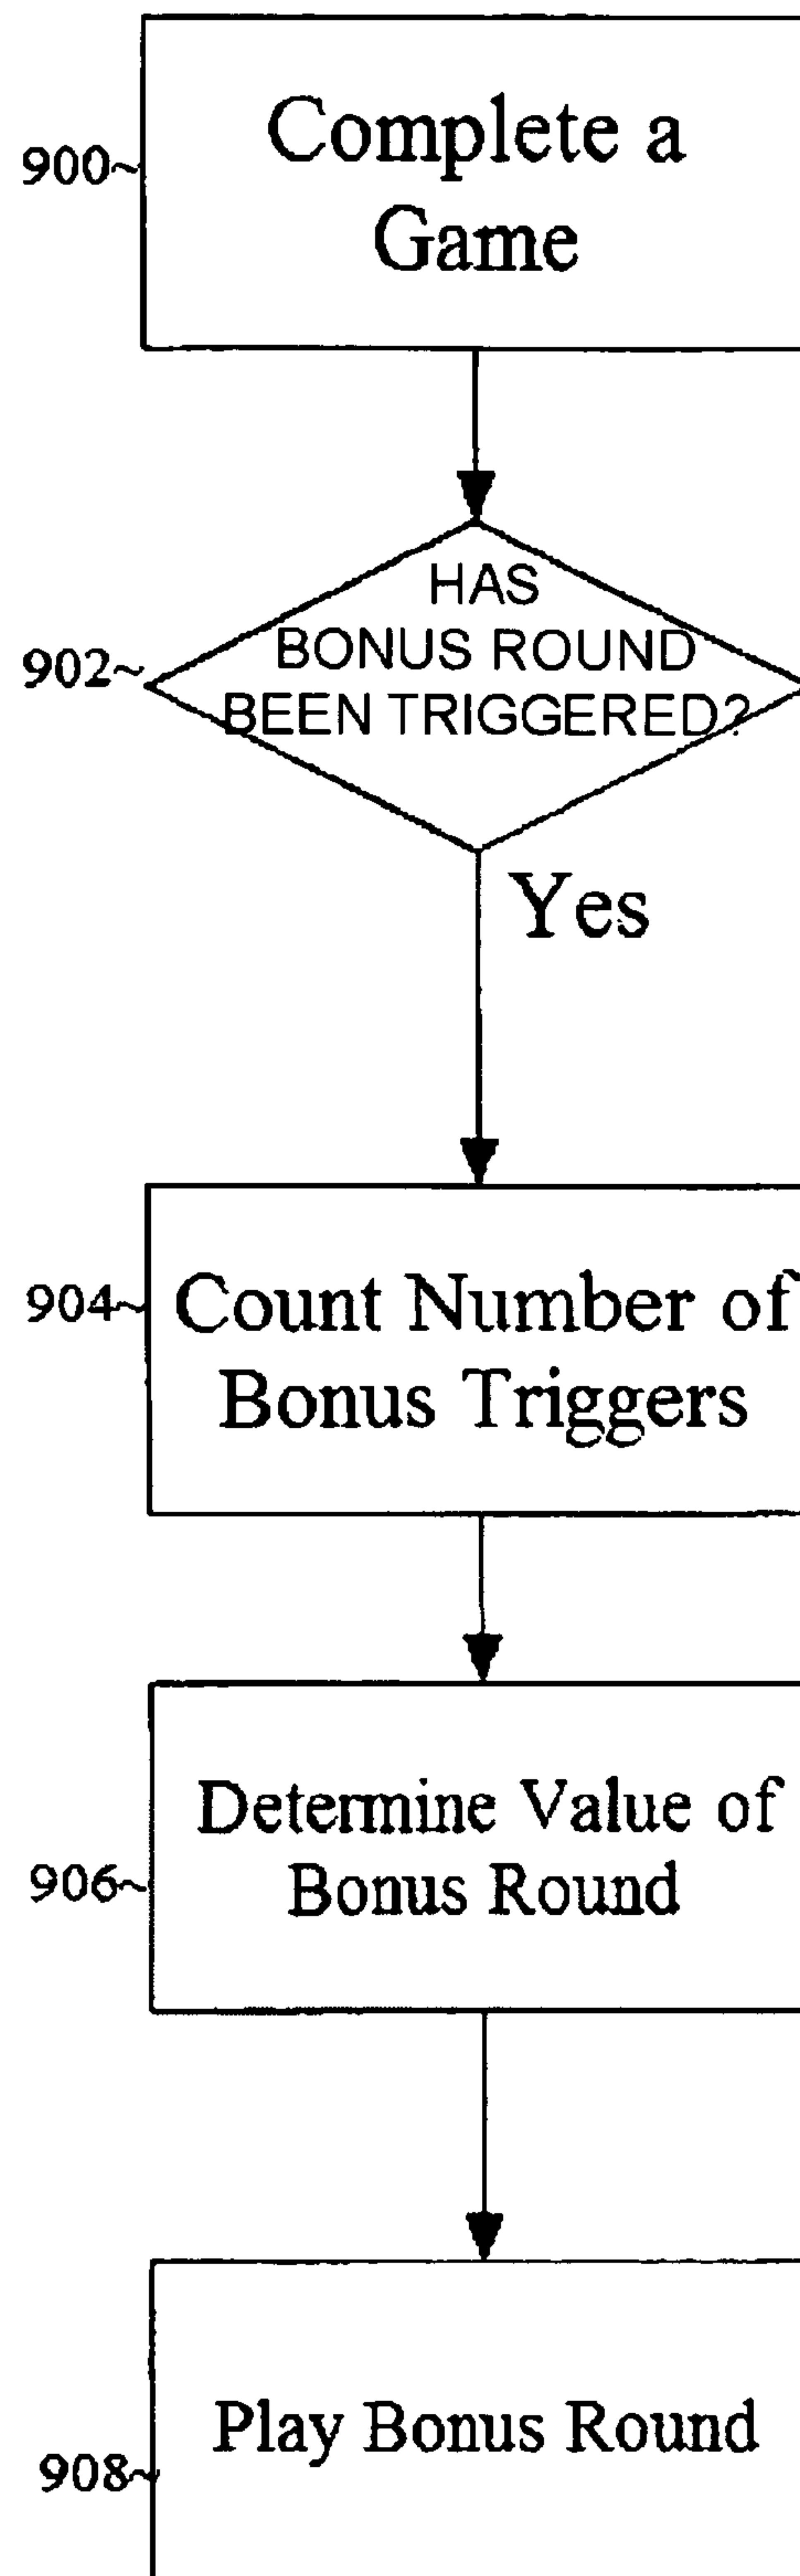 900~
Complete a
Game
902~
HAS
BONUS ROUND
BEEN TRIGGERED?
Yes
904~
Count Number of
Bonus Triggers
906~
Determine Value of
Bonus Round
908~
Play Bonus Round